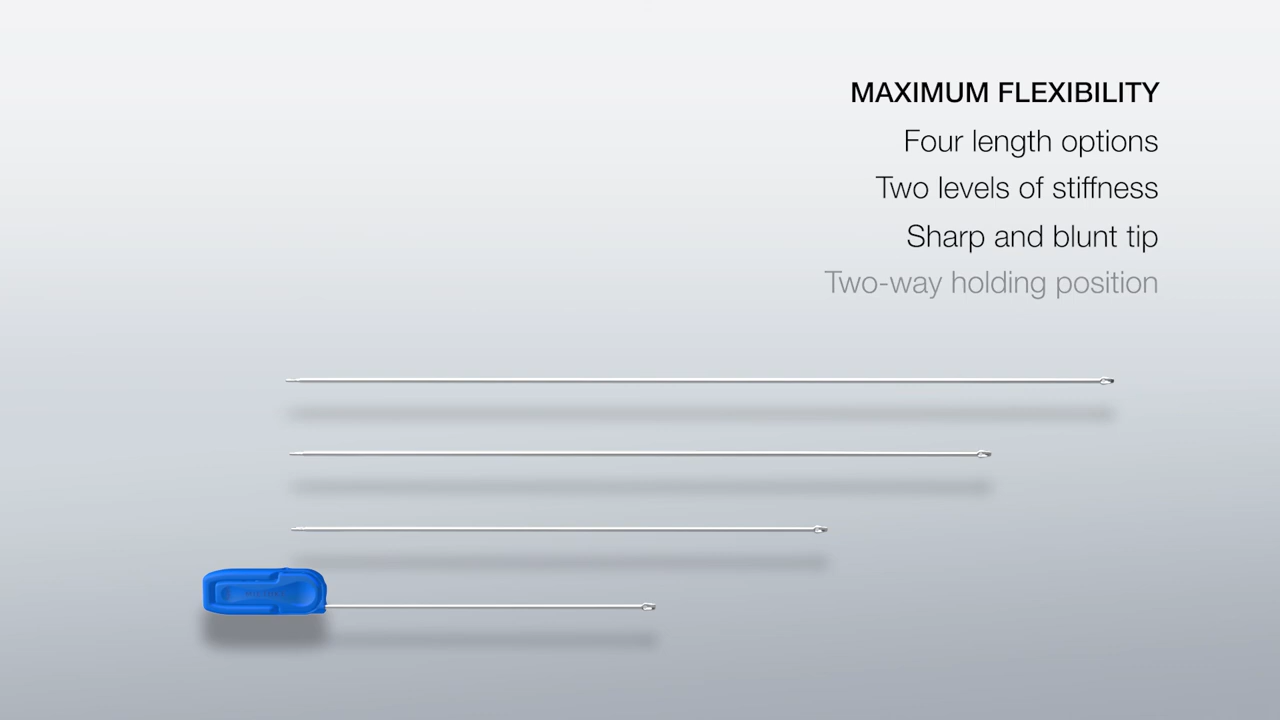 MAXIMUM FLEXIBILITY
Four length options
Two levels of stiffness
Sharp and blunt tip
Two-way holding position